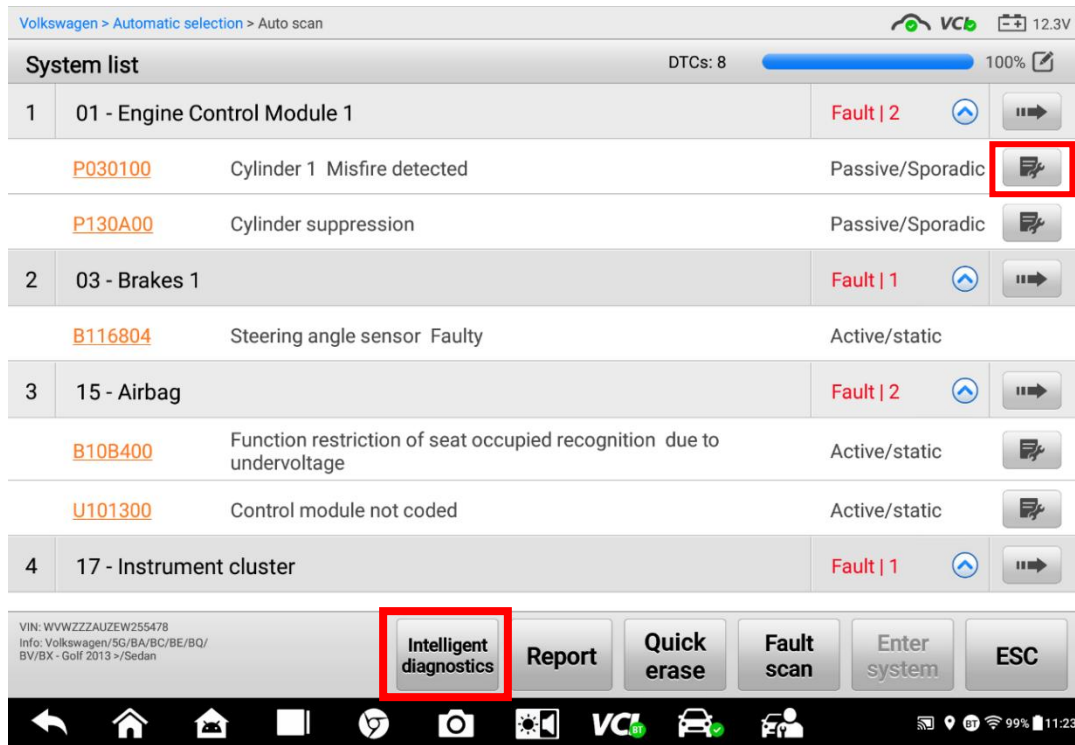 Volkswagen > Automatic selection > Auto scan VCI 12.3V
System list DTCs: 8 100%
1 01 - Engine Control Module 1 Fault | 2
P030100 Cylinder 1 Misfire detected Passive/Sporadic
P130A00 Cylinder suppression Passive/Sporadic
2 03 - Brakes 1 Fault | 1
B116804 Steering angle sensor Faulty Active/static
3 15 - Airbag Fault | 2
B10B400 Function restriction of seat occupied recognition due to
undervoltage Active/static
U101300 Control module not coded Active/static
4 17 - Instrument cluster Fault | 1
VIN: WVWZZZAUZEW255478
Info: Volkswagen/5G/BA/BC/BE/BQ/
BV/BX - Golf 2013 >/Sedan
Intelligent
diagnostics
Report
Quick
erase
Fault
scan
Enter
system
ESC
VCI BT BT 99% 11:23